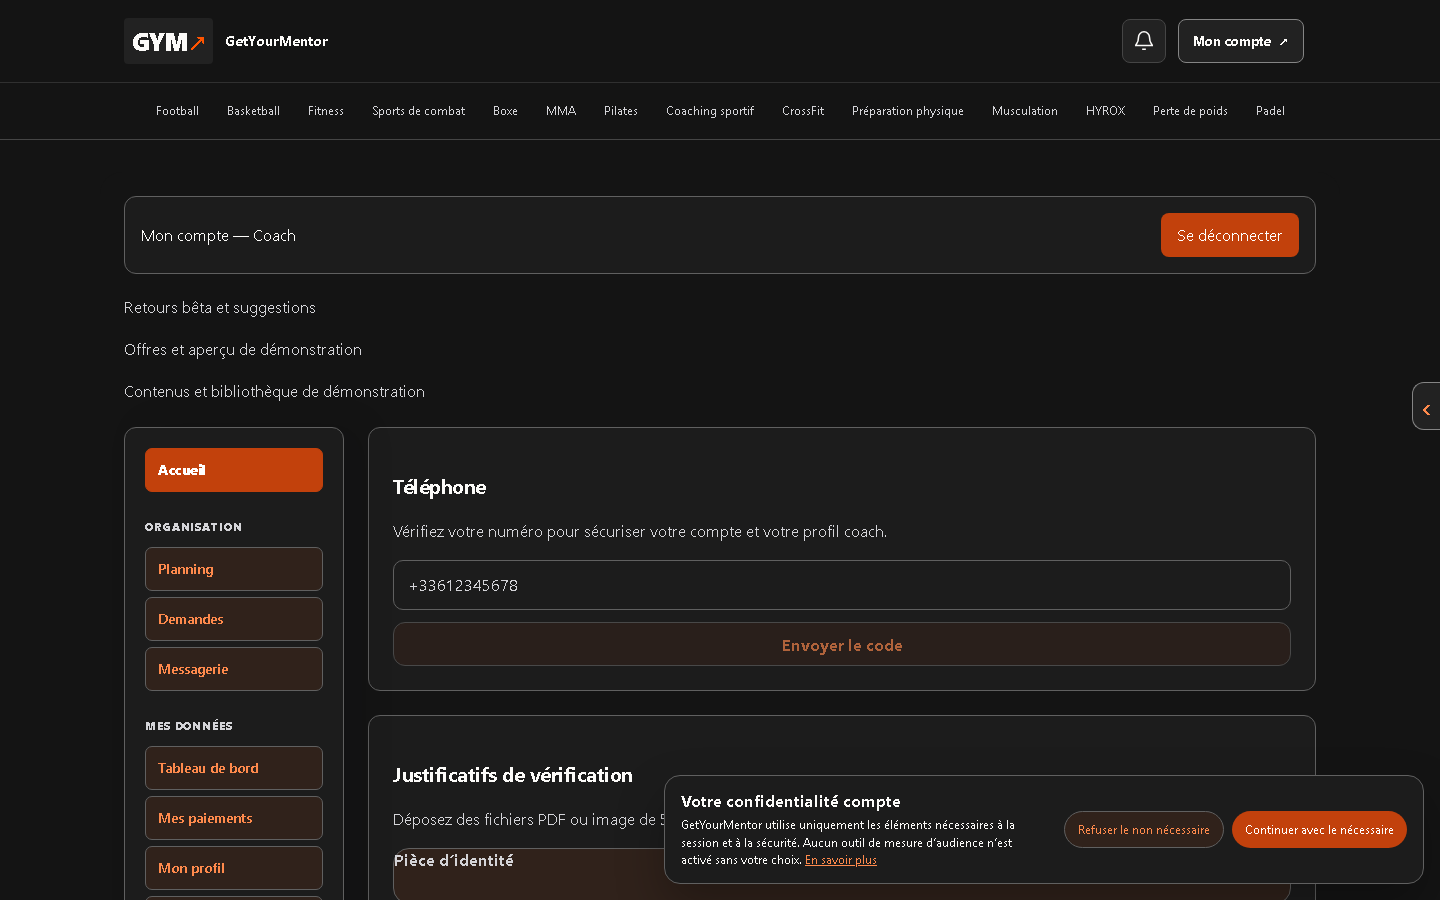 GYM↗ GetYourMentor
Mon compte ↗
Football Basketball Fitness Sports de combat Boxe MMA Pilates Coaching sportif CrossFit Préparation physique Musculation HYROX Perte de poids Padel
Mon compte — Coach
Se déconnecter
Retours bêta et suggestions
Offres et aperçu de démonstration
Contenus et bibliothèque de démonstration
Accueil
ORGANISATION
Planning
Demandes
Messagerie
MES DONNÉES
Tableau de bord
Mes paiements
Mon profil
Téléphone
Vérifiez votre numéro pour sécuriser votre compte et votre profil coach.
+33612345678
Envoyer le code
Justificatifs de vérification
Déposez des fichiers PDF ou image de 5
Pièce d'identité
Votre confidentialité compte
GetYourMentor utilise uniquement les éléments nécessaires à la
session et à la sécurité. Aucun outil de mesure d'audience n'est
activé sans votre choix. En savoir plus
Refuser le non nécessaire
Continuer avec le nécessaire